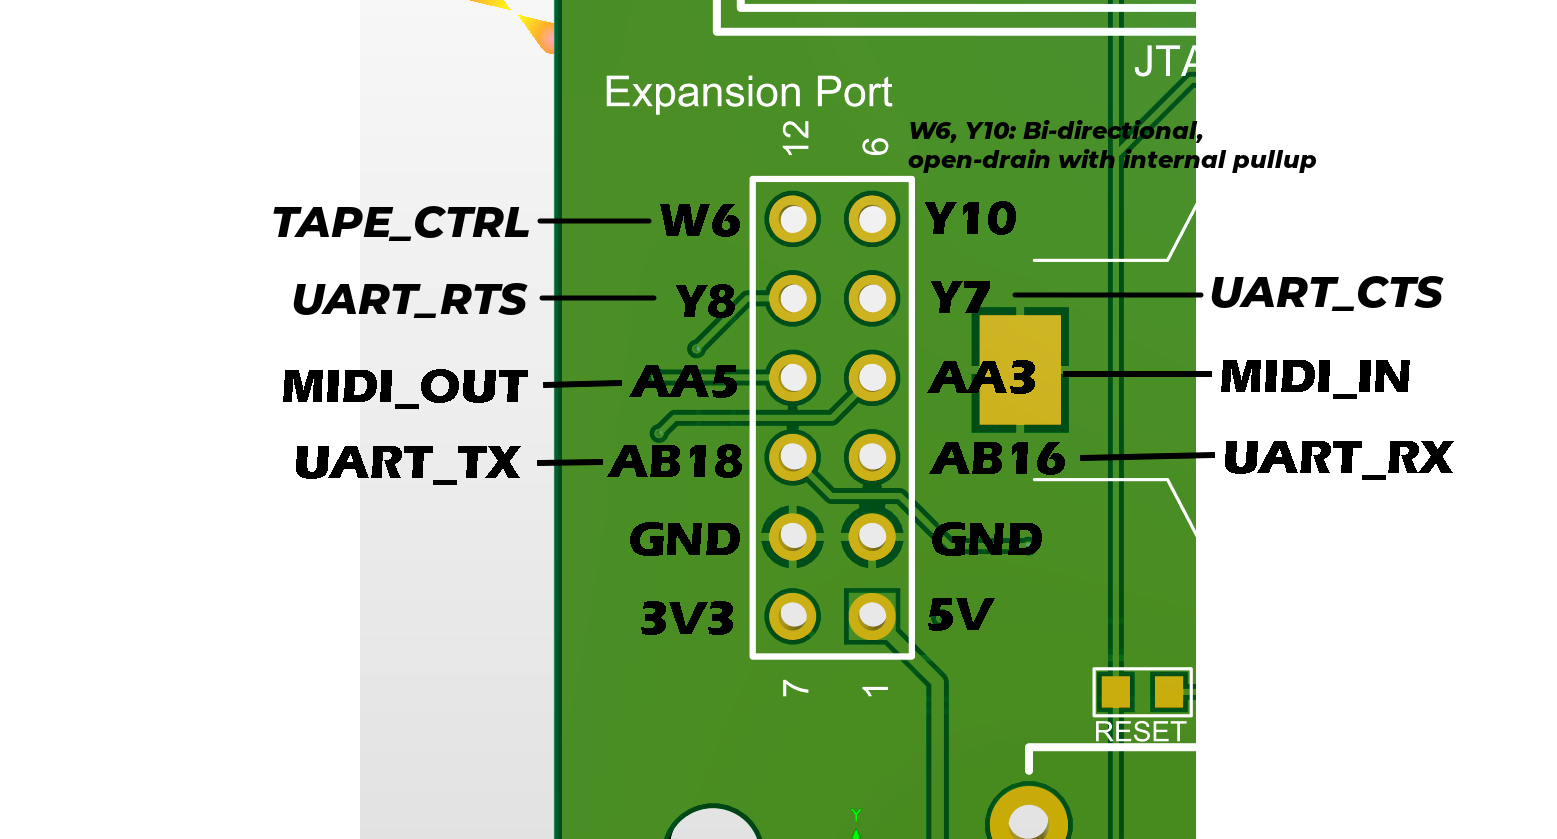 JTA
Expansion Port
12 6
W6, Y10: Bi-directional,
open-drain with internal pullup
TAPE_CTRL W6 Y10
UART_RTS Y8 Y7 UART_CTS
MIDI_OUT AA5 AA3 MIDI_IN
UART_TX AB18 AB16 UART_RX
GND GND
3V3 5V
7 1
RESET
Y